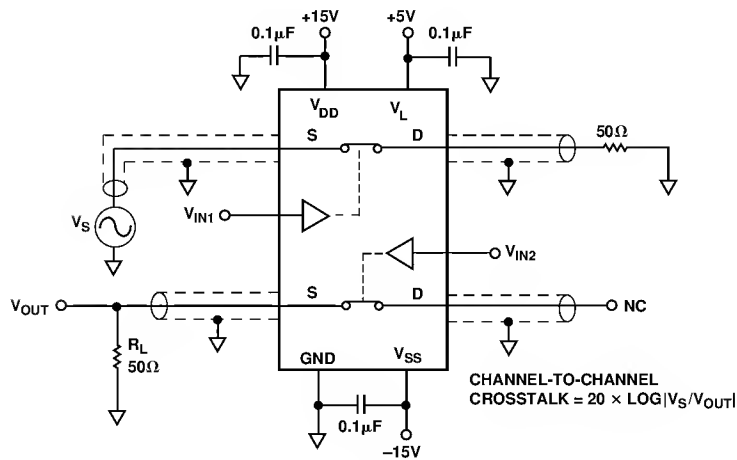 +15V
+5V
0.1µF
0.1µF
VDD
VL
S
D
50Ω
VS
VIN1
VIN2
S
D
VOUT
NC
RL
50Ω
GND
VSS
0.1µF
–15V
CHANNEL-TO-CHANNEL
CROSSTALK = 20 × LOG|VS/VOUT|